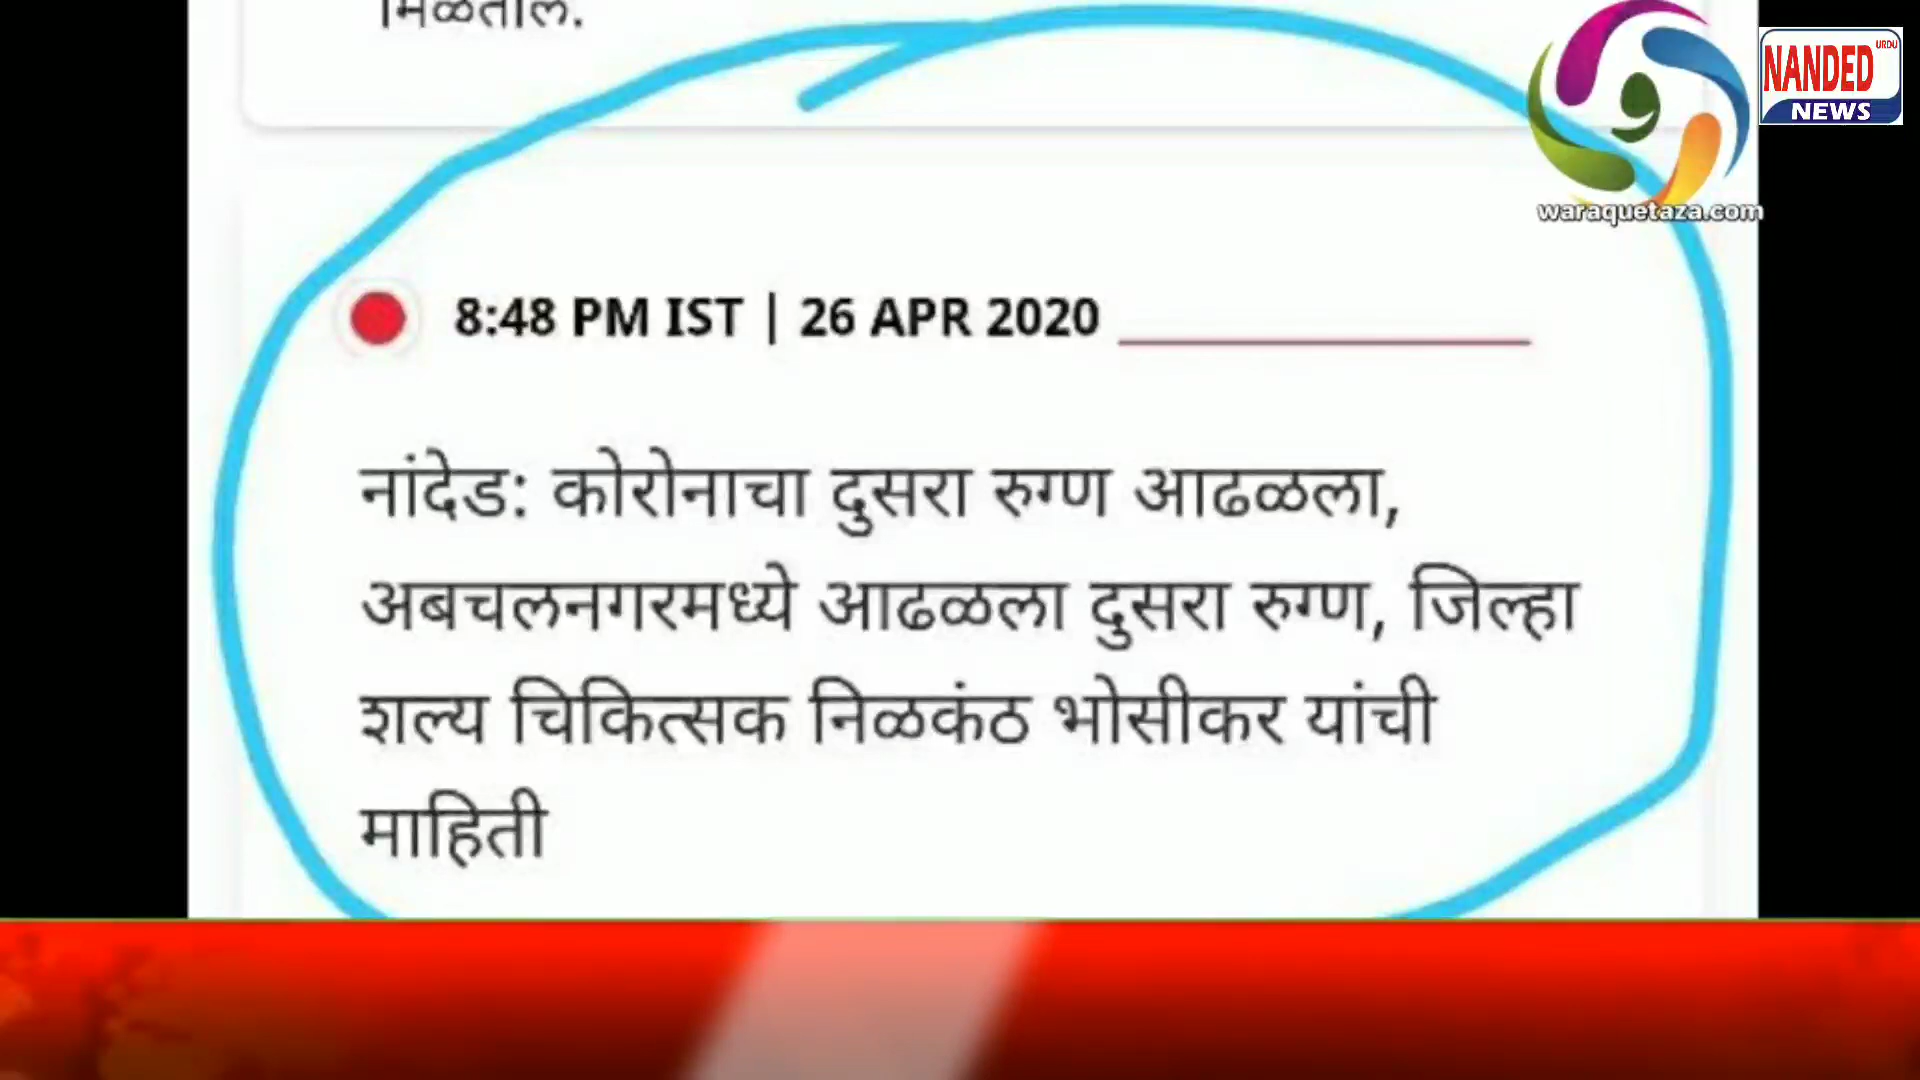 मिळतील.
URDU
NANDED
NEWS
waraquetaza.com
8:48 PM IST | 26 APR 2020
नांदेड: कोरोनाचा दुसरा रुग्ण आढळला,
अबचलनगरमध्ये आढळला दुसरा रुग्ण, जिल्हा
शल्य चिकित्सक निळकंठ भोसीकर यांची
माहिती